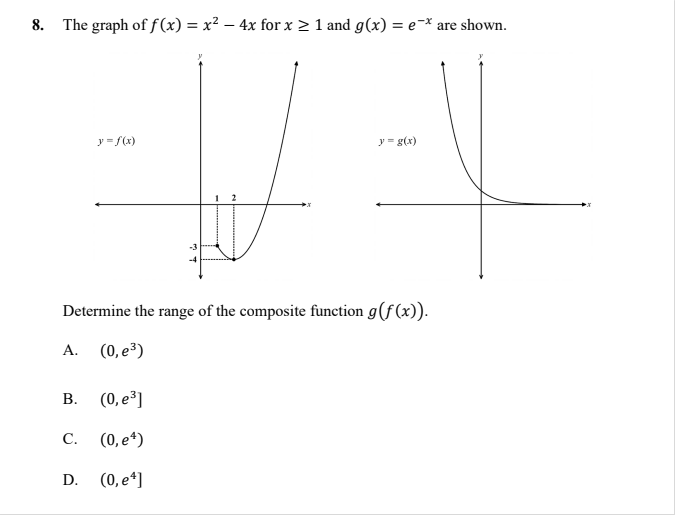 8. The graph of f(x) = x² − 4x for x ≥ 1 and g(x) = e⁻ˣ are shown.
y
y
y = f(x)
y = g(x)
1 2
x
x
-3
-4
Determine the range of the composite function g(f(x)).
A. (0, e³)
B. (0, e³]
C. (0, e⁴)
D. (0, e⁴]